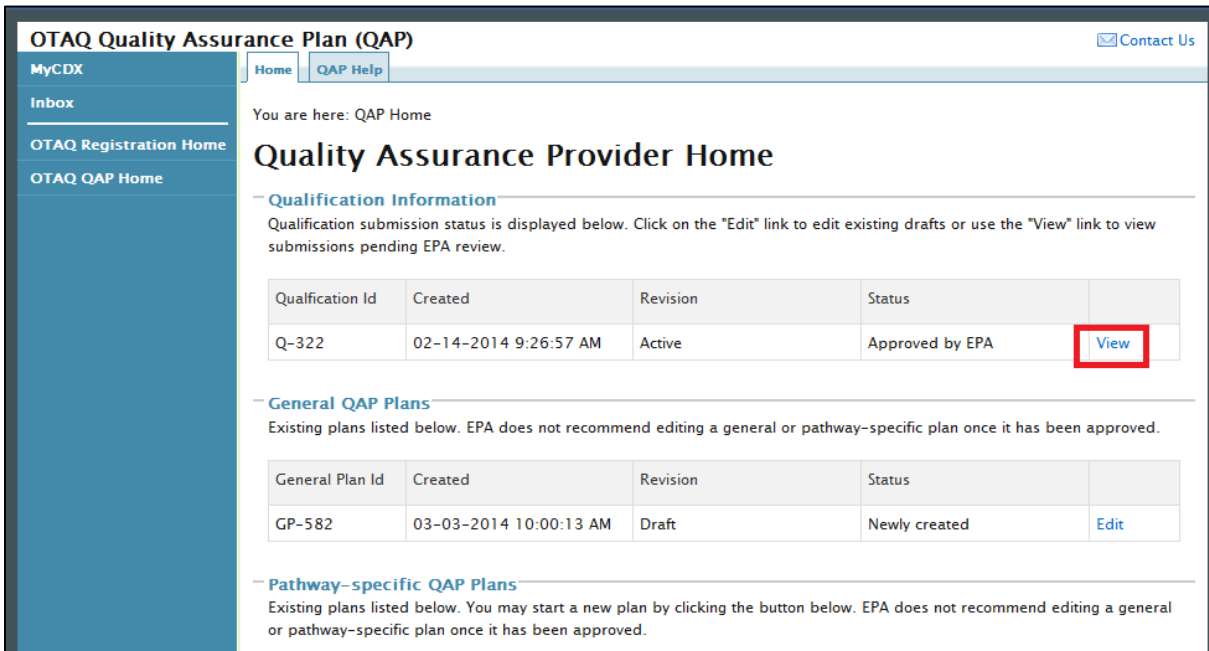 OTAQ Quality Assurance Plan (QAP)
Contact Us
MyCDX
Inbox
OTAQ Registration Home
OTAQ QAP Home
Home QAP Help
You are here: QAP Home
Quality Assurance Provider Home
Qualification Information
Qualification submission status is displayed below. Click on the "Edit" link to edit existing drafts or use the "View" link to view
submissions pending EPA review.
Qualfication Id Created Revision Status
Q-322 02-14-2014 9:26:57 AM Active Approved by EPA View
General QAP Plans
Existing plans listed below. EPA does not recommend editing a general or pathway-specific plan once it has been approved.
General Plan Id Created Revision Status
GP-582 03-03-2014 10:00:13 AM Draft Newly created Edit
Pathway-specific QAP Plans
Existing plans listed below. You may start a new plan by clicking the button below. EPA does not recommend editing a general
or pathway-specific plan once it has been approved.